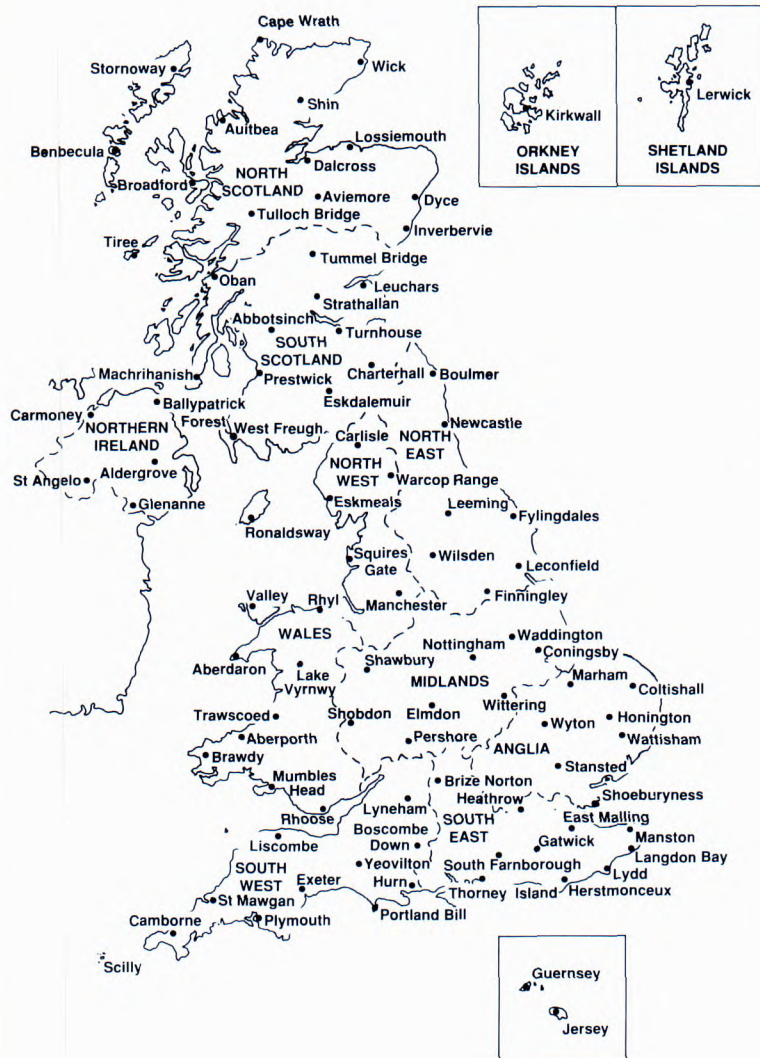 Cape Wrath
Stornoway
Wick
Shin
Auitbea
Lossiemouth
Benbecula
Dalcross
NORTH
SCOTLAND
Broadford
Aviemore
Dyce
Tulloch Bridge
Inverbervie
Tiree
Tummel Bridge
Oban
Leuchars
Strathallan
Abbotsinch
Turnhouse
SOUTH
SCOTLAND
Machrihanish
Prestwick
Charterhall
Boulmer
Eskdalemuir
Ballypatrick
Forest
Carmoney
NORTHERN
IRELAND
West Freugh
Newcastle
Carlisle
NORTH
EAST
NORTH
WEST
Aldergrove
St Angelo
Warcop Range
Glenanne
Eskmeals
Leeming
Fylingdales
Ronaldsway
Squires
Gate
Wilsden
Leconfield
Manchester
Finningley
Valley
Rhyl
WALES
Nottingham
Waddington
Coningsby
Aberdaron
Lake
Vyrnwy
Shawbury
MIDLANDS
Marham
Coltishall
Wittering
Trawscoed
Shobdon
Elmdon
Wyton
Honington
Aberporth
Pershore
ANGLIA
Wattisham
Brawdy
Stansted
Mumbles
Head
Brize Norton
Heathrow
Shoeburyness
Rhoose
Lyneham
SOUTH
EAST
East Malling
Liscombe
Boscombe
Down
Gatwick
Manston
Langdon Bay
SOUTH
WEST
Yeovilton
South Farnborough
Lydd
Exeter
Hurn
Thorney Island
Herstmonceux
St Mawgan
Camborne
Plymouth
Portland Bill
Scilly
Kirkwall
ORKNEY
ISLANDS
Lerwick
SHETLAND
ISLANDS
Guernsey
Jersey